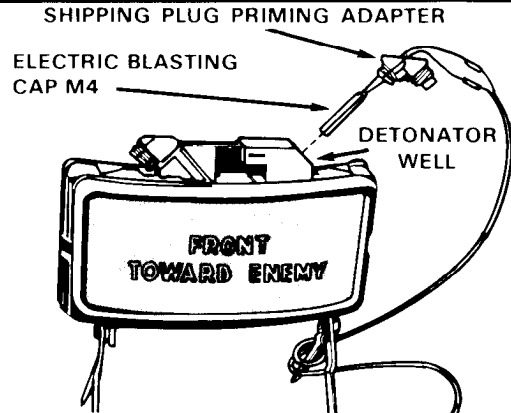 SHIPPING PLUG PRIMING ADAPTER
ELECTRIC BLASTING
CAP M4
DETONATOR
WELL
FRONT
TOWARD ENEMY